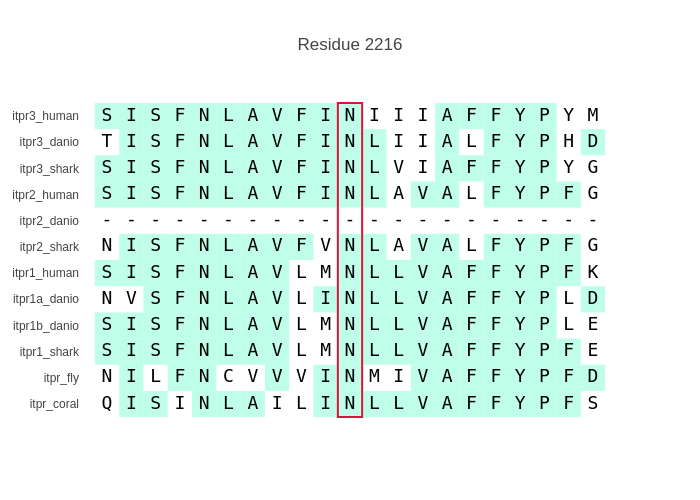 Residue 2216
itpr3_human S I S F N L A V F I N I I I A F F Y P Y M
itpr3_danio T I S F N L A V F I N L I I A L F Y P H D
itpr3_shark S I S F N L A V F I N L V I A F F Y P Y G
itpr2_human S I S F N L A V F I N L A V A L F Y P F G
itpr2_danio - - - - - - - - - - - - - - - - - - - - -
itpr2_shark N I S F N L A V F V N L A V A L F Y P F G
itpr1_human S I S F N L A V L M N L L V A F F Y P F K
itpr1a_danio N V S F N L A V L I N L L V A F F Y P L D
itpr1b_danio S I S F N L A V L M N L L V A F F Y P L E
itpr1_shark S I S F N L A V L M N L L V A F F Y P F E
itpr_fly N I L F N C V V V I N M I V A F F Y P F D
itpr_coral Q I S I N L A I L I N L L V A F F Y P F S